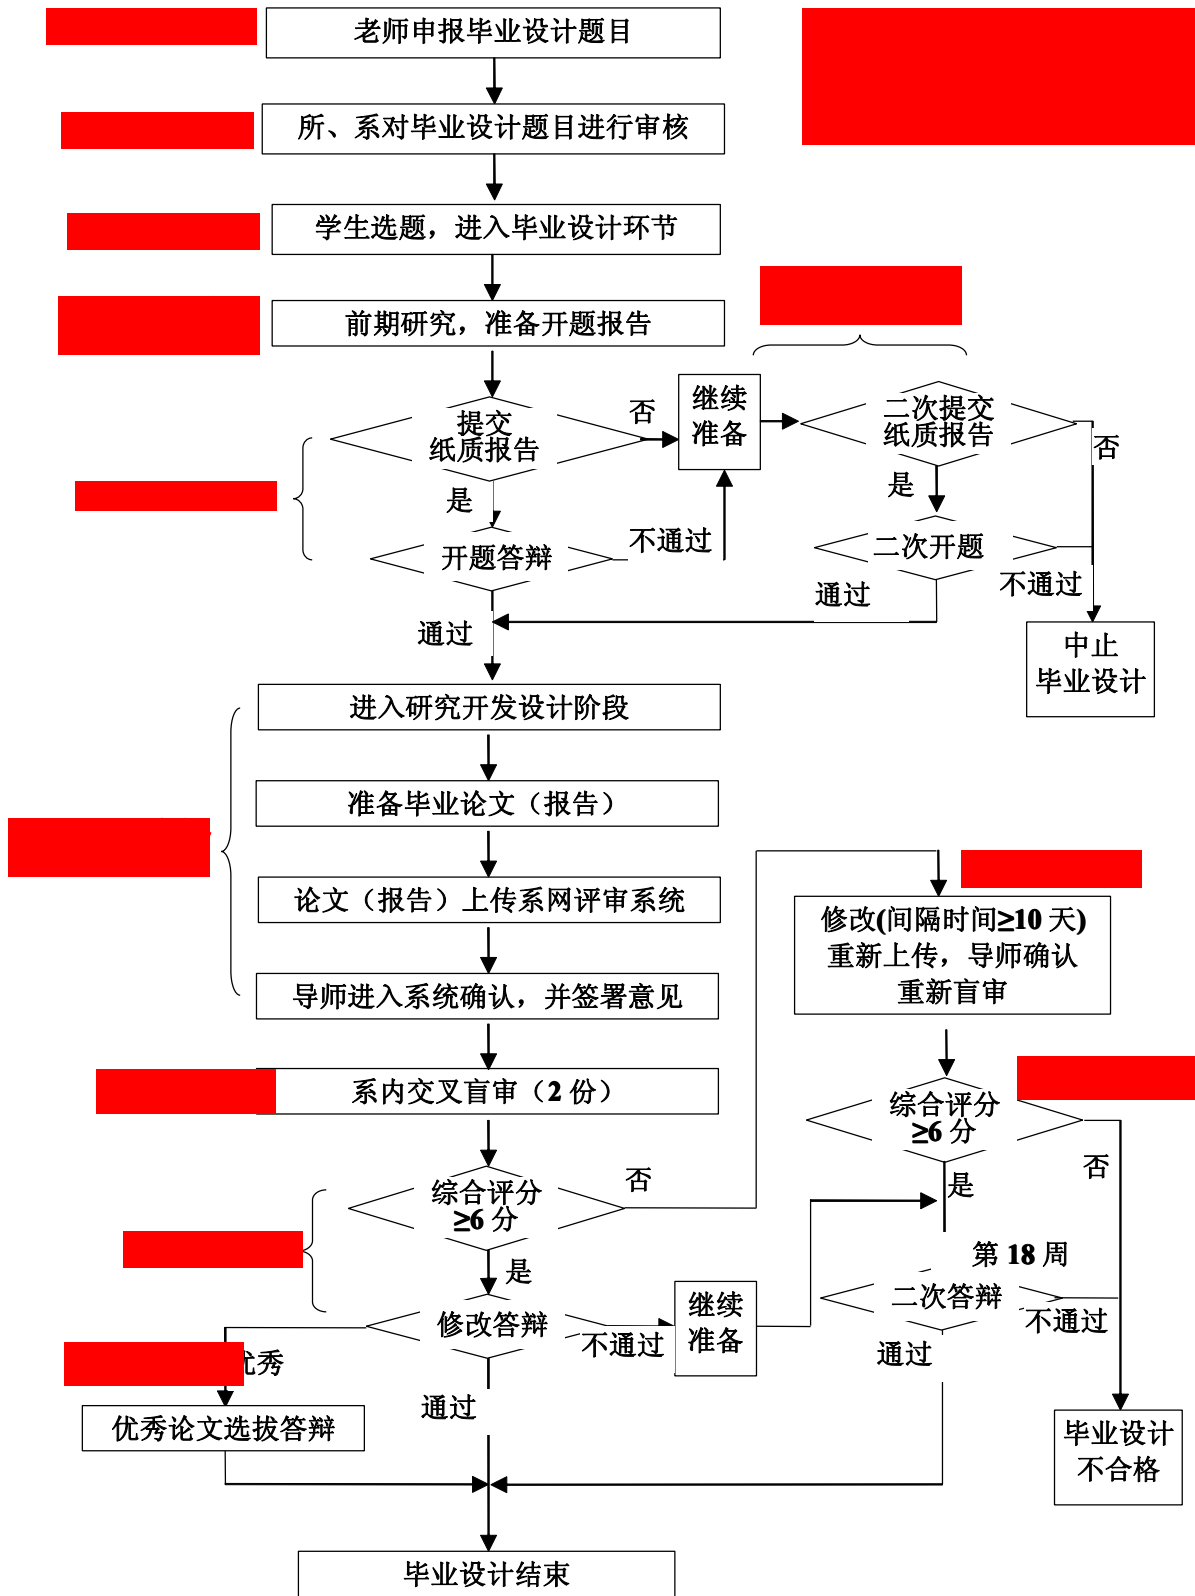 老师申报毕业设计题目
所、系对毕业设计题目进行审核
学生选题，进入毕业设计环节
前期研究，准备开题报告
提交
纸质报告
否
继续
准备
二次提交
纸质报告
否
是
是
开题答辩
不通过
二次开题
不通过
通过
通过
中止
毕业设计
进入研究开发设计阶段
准备毕业论文（报告）
论文（报告）上传系网评审系统
导师进入系统确认，并签署意见
修改(间隔时间≥10 天)
重新上传，导师确认
重新盲审
系内交叉盲审（2 份）
综合评分
≥6 分
否
综合评分
≥6 分
否
是
是
第 18 周
修改答辩
不通过
继续
准备
二次答辩
不通过
通过
优秀
通过
优秀论文选拔答辩
毕业设计
不合格
毕业设计结束